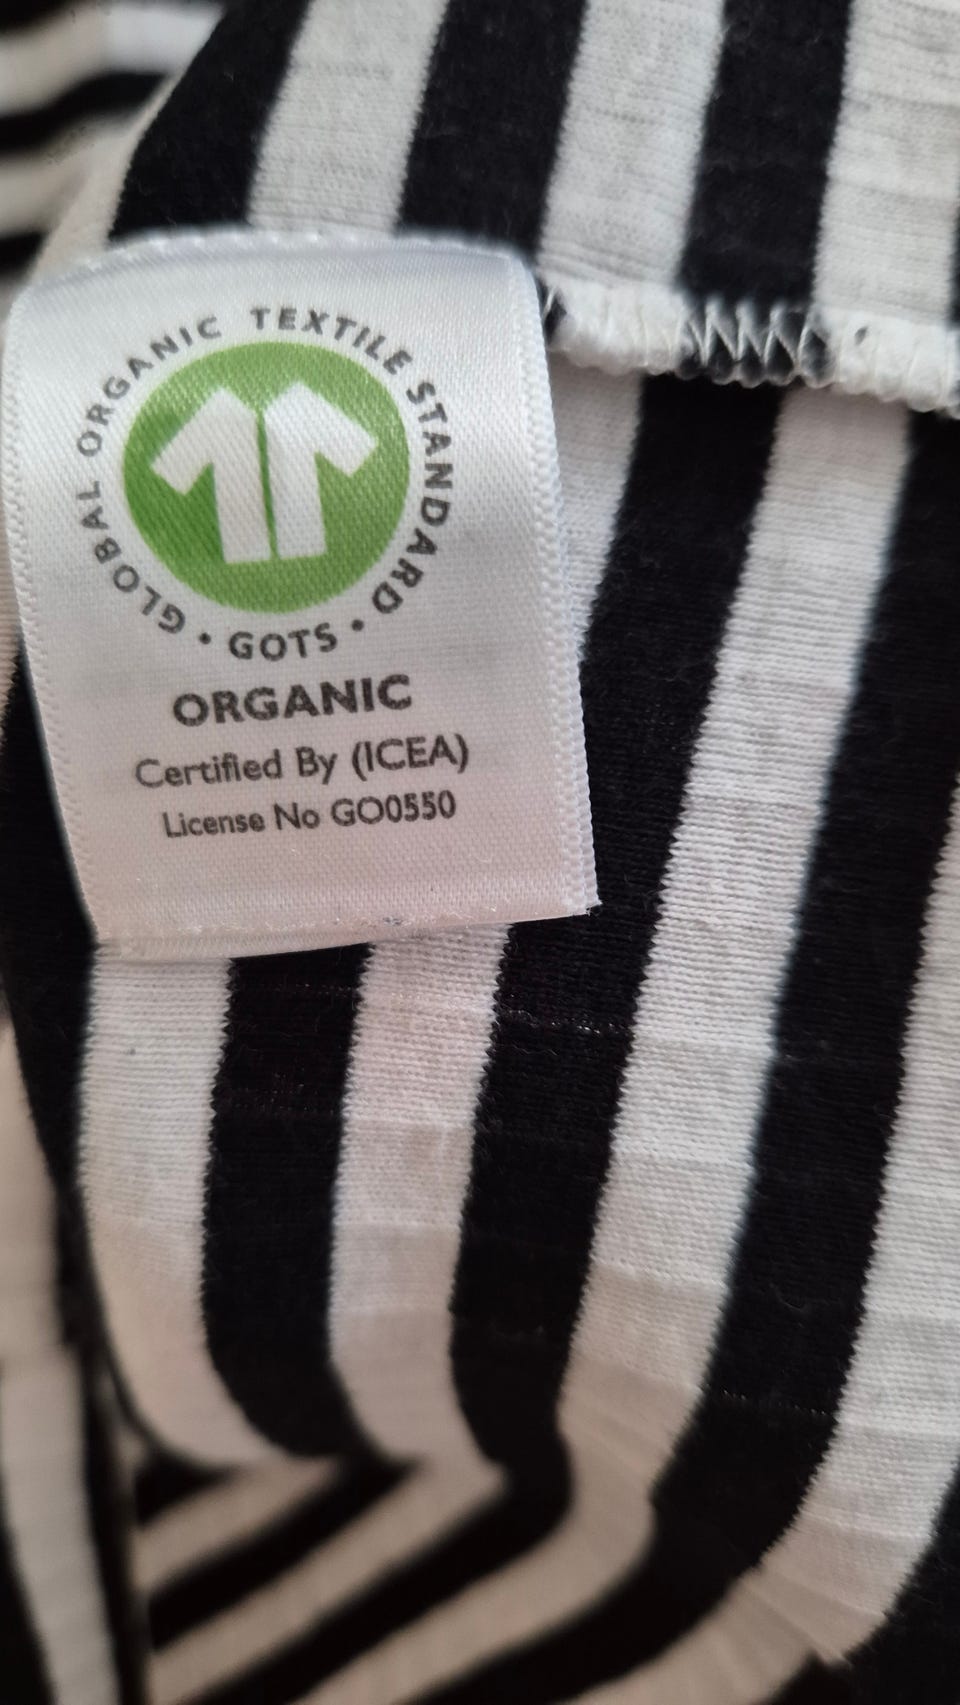 GLOBAL ORGANIC TEXTILE STANDARD • GOTS •
ORGANIC
Certified By (ICEA)
License No GO0550